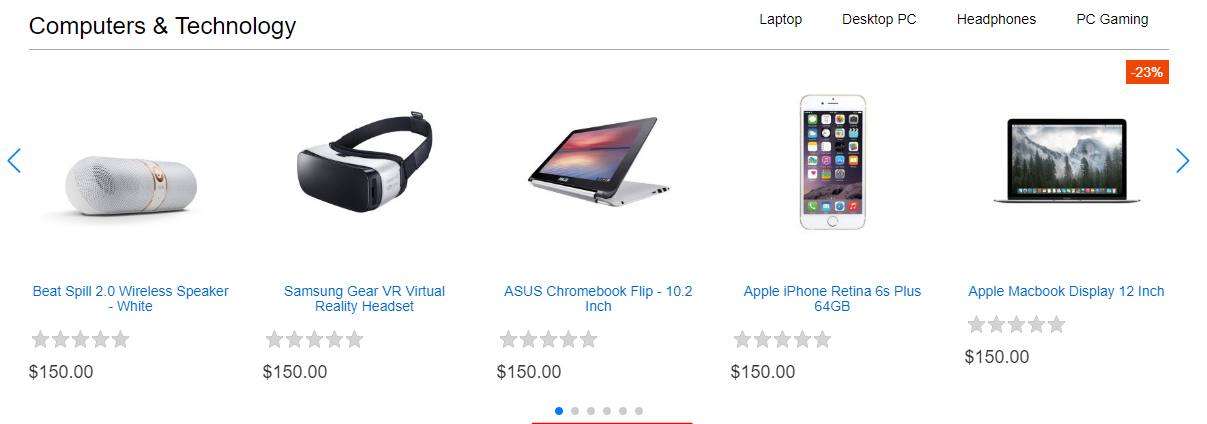 Computers & Technology
Laptop
Desktop PC
Headphones
PC Gaming
-23%
ASUS
Beat Spill 2.0 Wireless Speaker
- White
$150.00
Samsung Gear VR Virtual
Reality Headset
$150.00
ASUS Chromebook Flip - 10.2
Inch
$150.00
Apple iPhone Retina 6s Plus
64GB
$150.00
Apple Macbook Display 12 Inch
$150.00